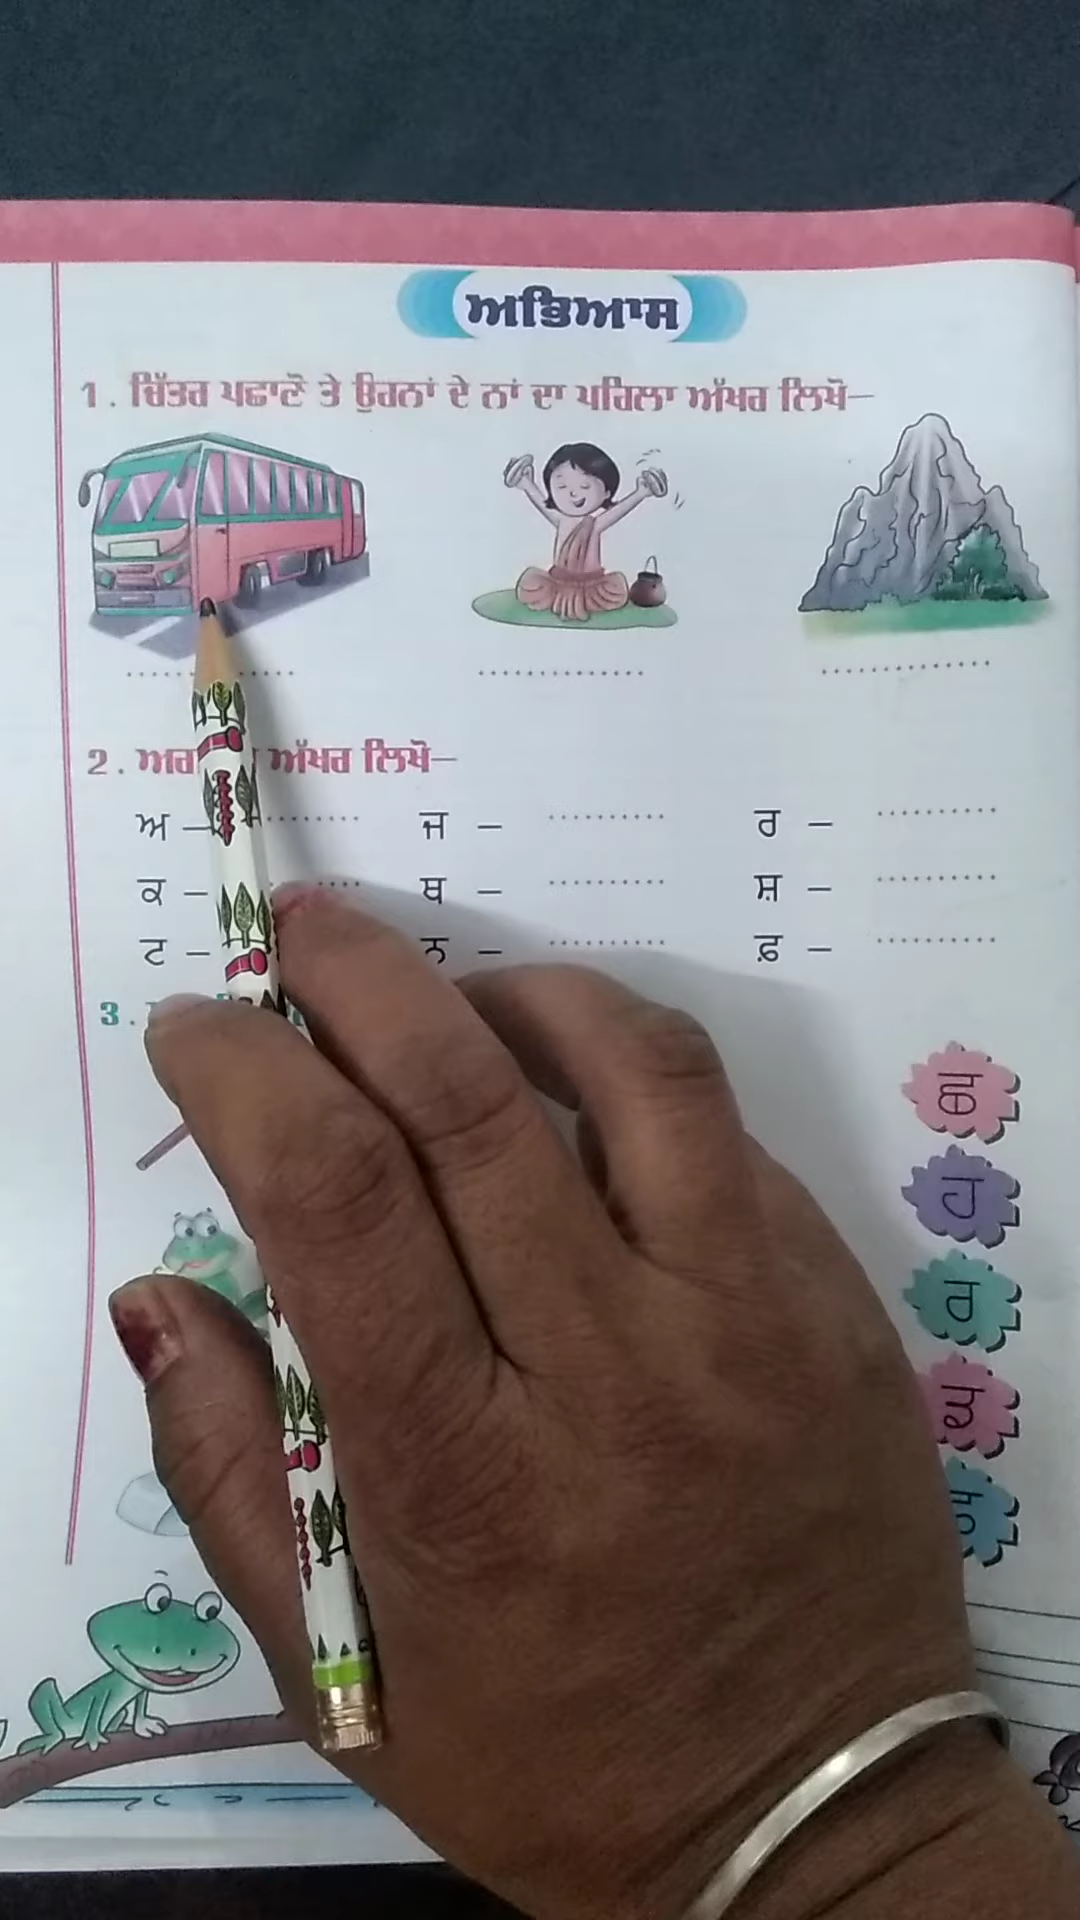 ਅਭਿਆਸ
1. ਚਿੱਤਰ ਪਛਾਣੋ ਤੇ ਉਹਨਾਂ ਦੇ ਨਾਂ ਦਾ ਪਹਿਲਾ ਅੱਖਰ ਲਿਖੋ–
2. ਅੱਖਰ ਲਿਖੋ–
ਅ – ਜ – ਰ –
ਕ – ਥ – ਸ਼ –
ਟ – ਨ – ਫ਼ –
3.
ਹ
ਰ